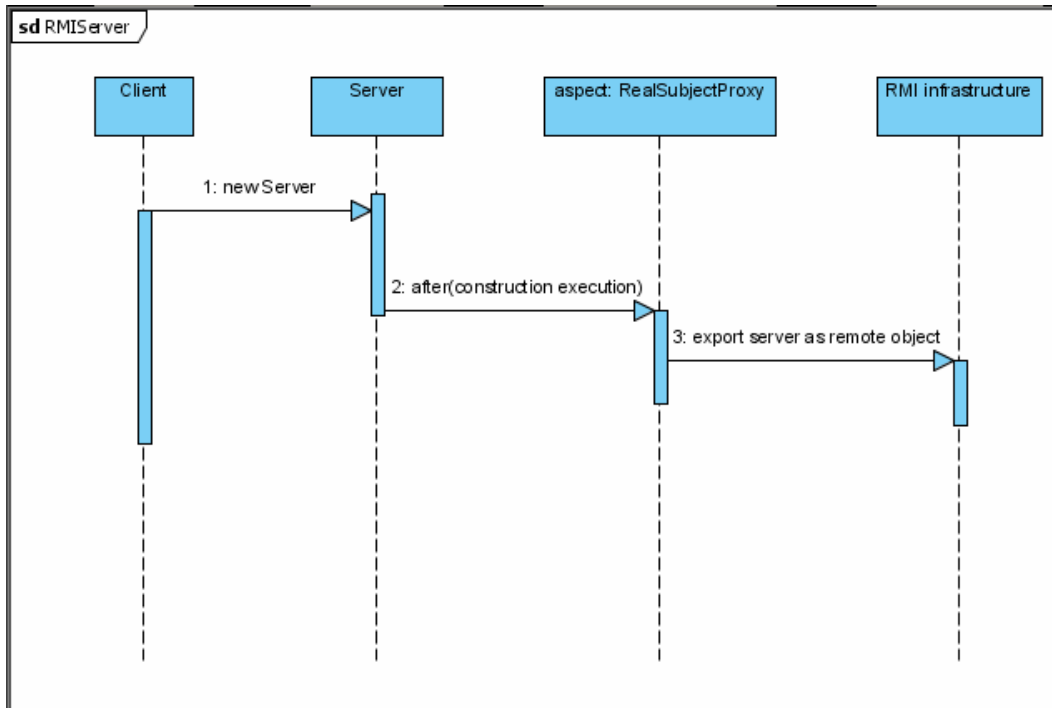 sd RMIServer
Client
Server
aspect: RealSubjectProxy
RMI infrastructure
1: new Server
2: after(construction execution)
3: export server as remote object